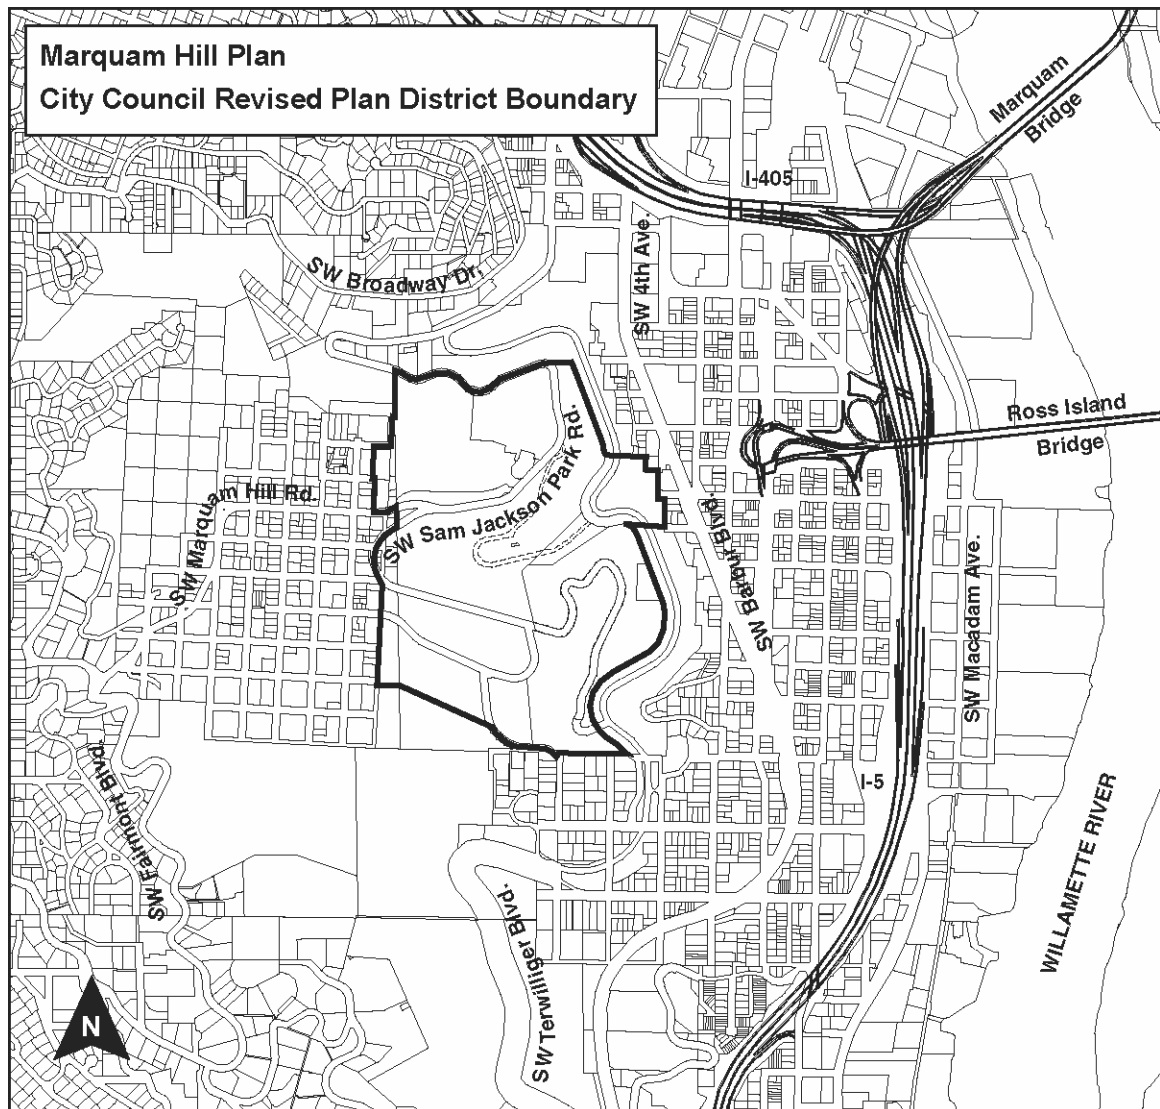 Marquam Hill Plan
City Council Revised Plan District Boundary
Marquam
Bridge
I-405
SW 4th Ave.
SW Broadway Dr.
Ross Island
Bridge
SW Marquam Hill Rd.
SW Sam Jackson Park Rd.
SW Barbur Blvd.
SW Macadam Ave.
SW Fairmont Blvd.
I-5
WILLAMETTE RIVER
SW Terwilliger Blvd.
N